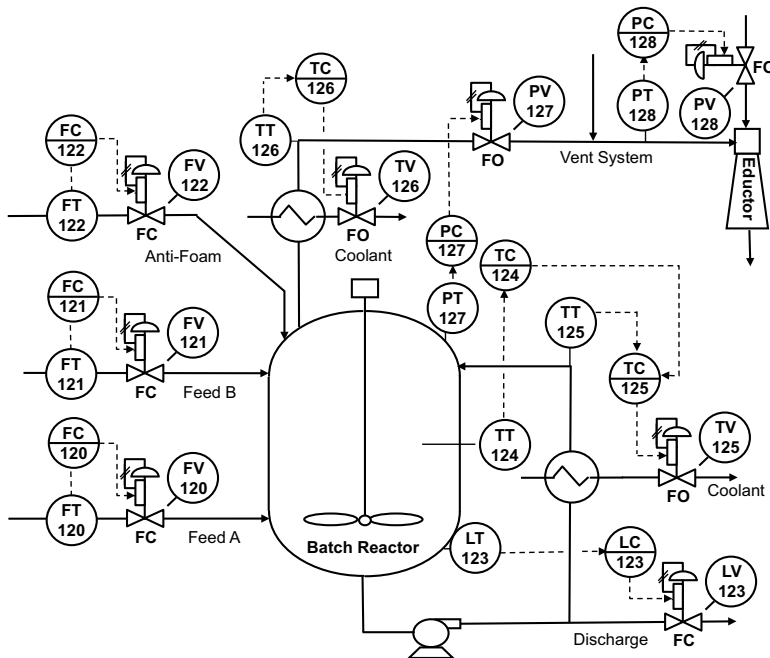 PC
128
FO
PT
128
PV
128
TC
126
TT
126
PV
127
FO
Vent System
Eductor
FC
122
FV
122
FT
122
FC
Anti-Foam
TV
126
FO
Coolant
PC
127
TC
124
PT
127
TT
125
FC
121
FV
121
FT
121
FC
Feed B
TC
125
FC
120
FV
120
FT
120
FC
Feed A
TT
124
TV
125
FO
Coolant
Batch Reactor
LT
123
LC
123
LV
123
FC
Discharge